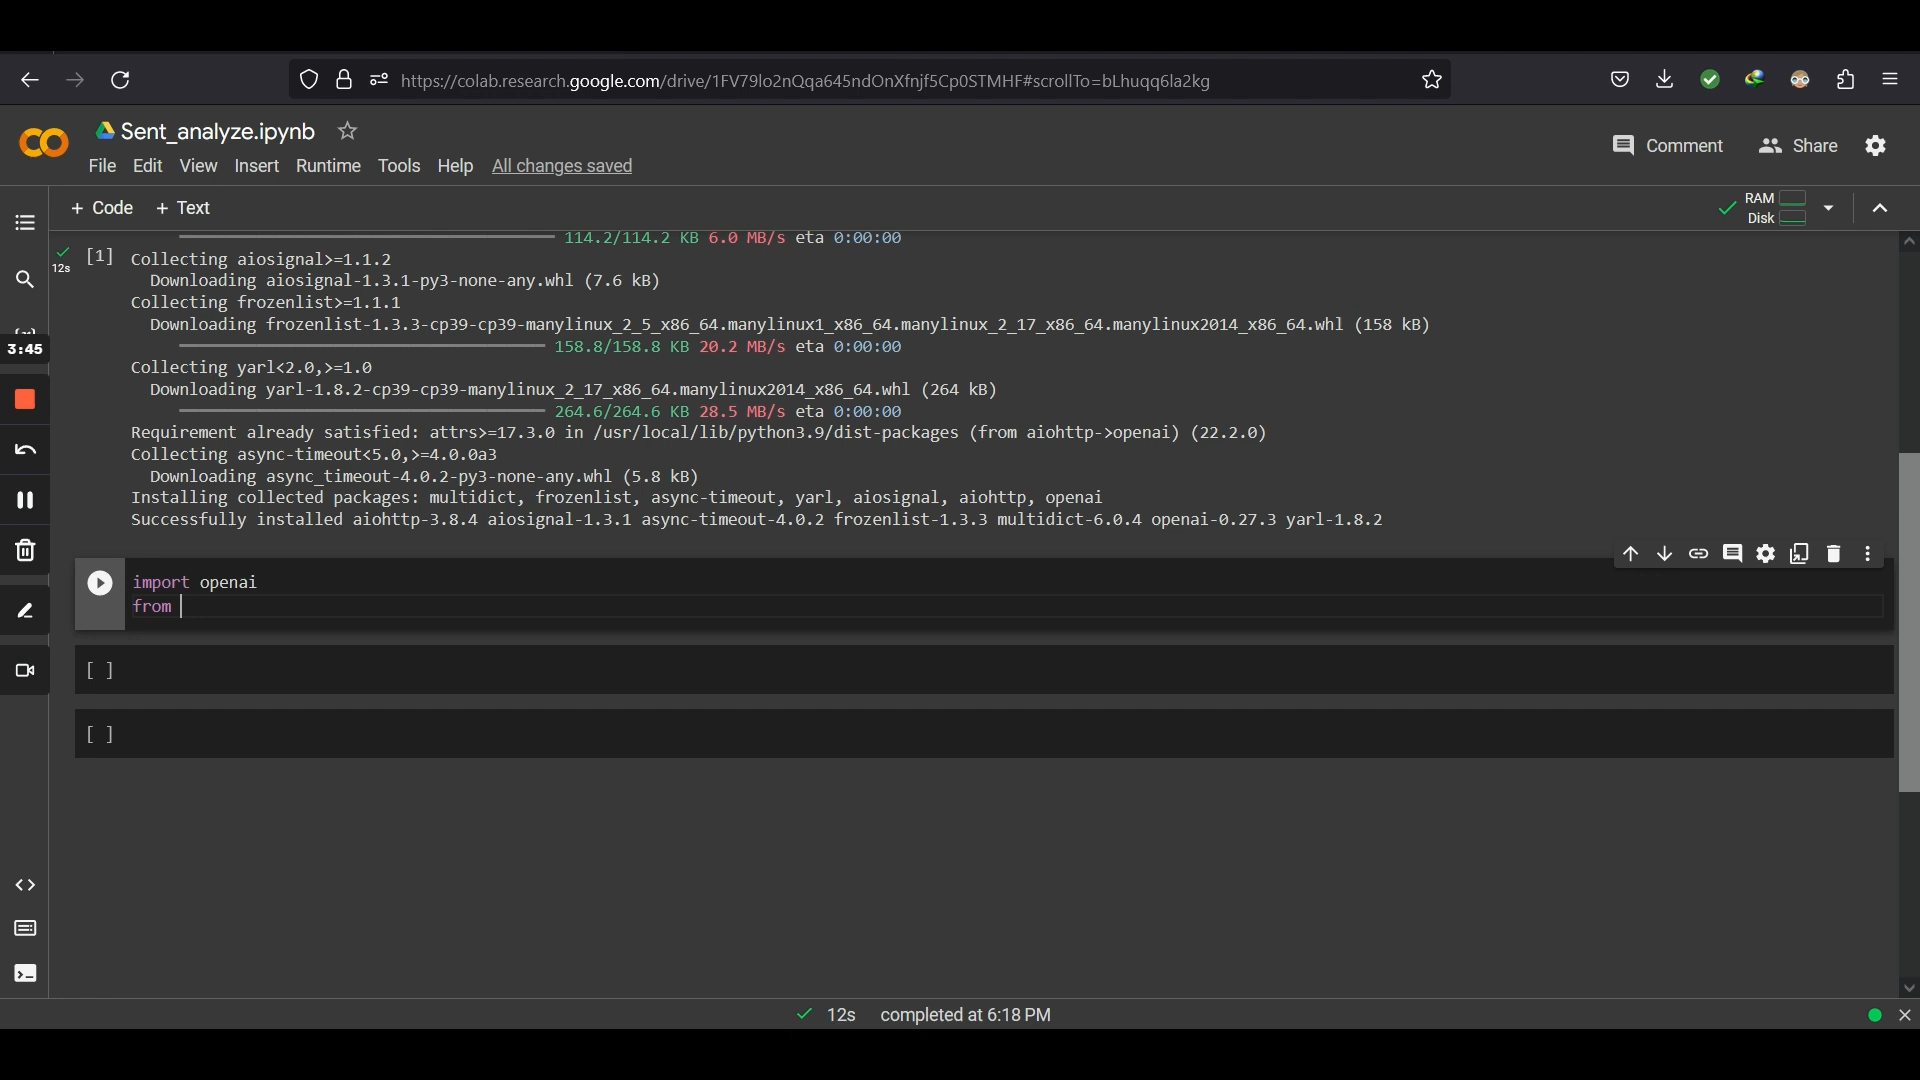 https://colab.research.google.com/drive/1FV79lo2nQqa645ndOnXfnjf5Cp0STMHF#scrollTo=bLhuqq6la2kg
CO Sent_analyze.ipynb
File Edit View Insert Runtime Tools Help All changes saved
Comment Share
+ Code + Text
RAM
Disk
114.2/114.2 KB 6.0 MB/s eta 0:00:00
12s [1] Collecting aiosignal>=1.1.2
Downloading aiosignal-1.3.1-py3-none-any.whl (7.6 kB)
Collecting frozenlist>=1.1.1
Downloading frozenlist-1.3.3-cp39-cp39-manylinux_2_5_x86_64.manylinux1_x86_64.manylinux_2_17_x86_64.manylinux2014_x86_64.whl (158 kB)
158.8/158.8 KB 20.2 MB/s eta 0:00:00
3:45
Collecting yarl<2.0,>=1.0
Downloading yarl-1.8.2-cp39-cp39-manylinux_2_17_x86_64.manylinux2014_x86_64.whl (264 kB)
264.6/264.6 KB 28.5 MB/s eta 0:00:00
Requirement already satisfied: attrs>=17.3.0 in /usr/local/lib/python3.9/dist-packages (from aiohttp->openai) (22.2.0)
Collecting async-timeout<5.0,>=4.0.0a3
Downloading async_timeout-4.0.2-py3-none-any.whl (5.8 kB)
Installing collected packages: multidict, frozenlist, async-timeout, yarl, aiosignal, aiohttp, openai
Successfully installed aiohttp-3.8.4 aiosignal-1.3.1 async-timeout-4.0.2 frozenlist-1.3.3 multidict-6.0.4 openai-0.27.3 yarl-1.8.2
import openai
from
[ ]
[ ]
12s completed at 6:18 PM